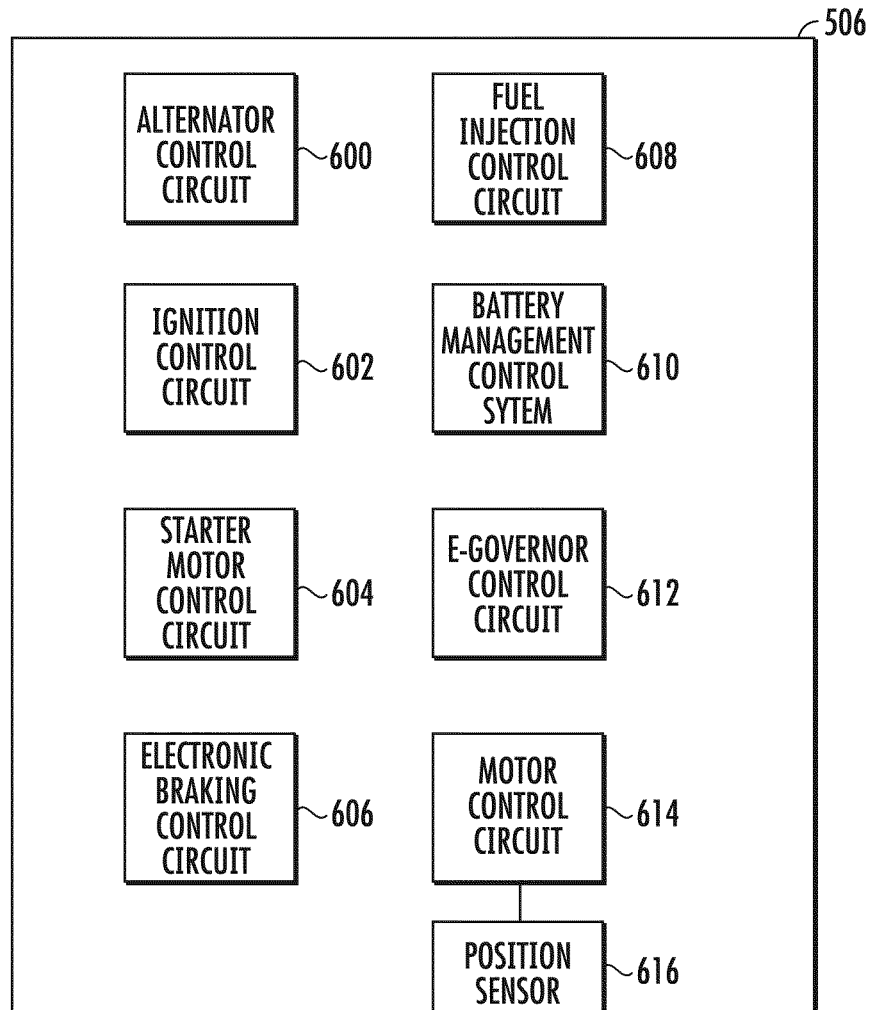 506
ALTERNATOR
CONTROL
CIRCUIT
600
FUEL
INJECTION
CONTROL
CIRCUIT
608
IGNITION
CONTROL
CIRCUIT
602
BATTERY
MANAGEMENT
CONTROL
SYTEM
610
STARTER
MOTOR
CONTROL
CIRCUIT
604
E-GOVERNOR
CONTROL
CIRCUIT
612
ELECTRONIC
BRAKING
CONTROL
CIRCUIT
606
MOTOR
CONTROL
CIRCUIT
614
POSITION
SENSOR
616